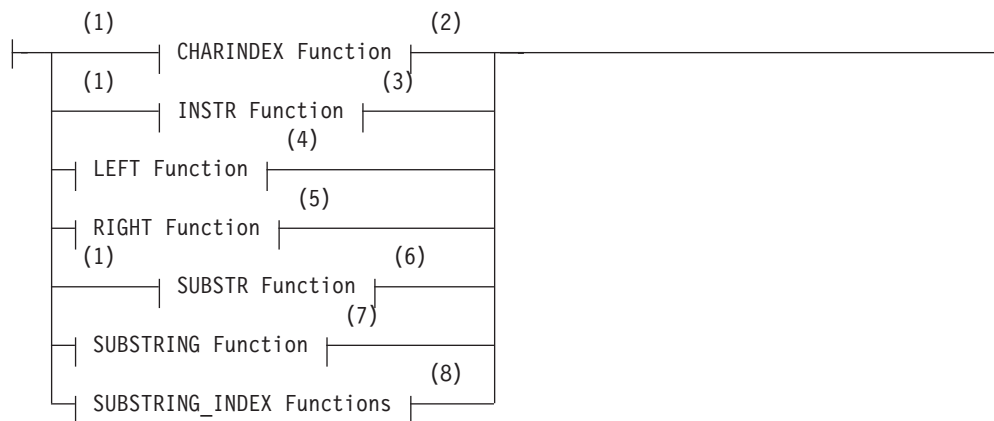 (1) (2)
CHARINDEX Function
(1) (3)
INSTR Function
(4)
LEFT Function
(5)
RIGHT Function
(1) (6)
SUBSTR Function
(7)
SUBSTRING Function
(8)
SUBSTRING_INDEX Functions